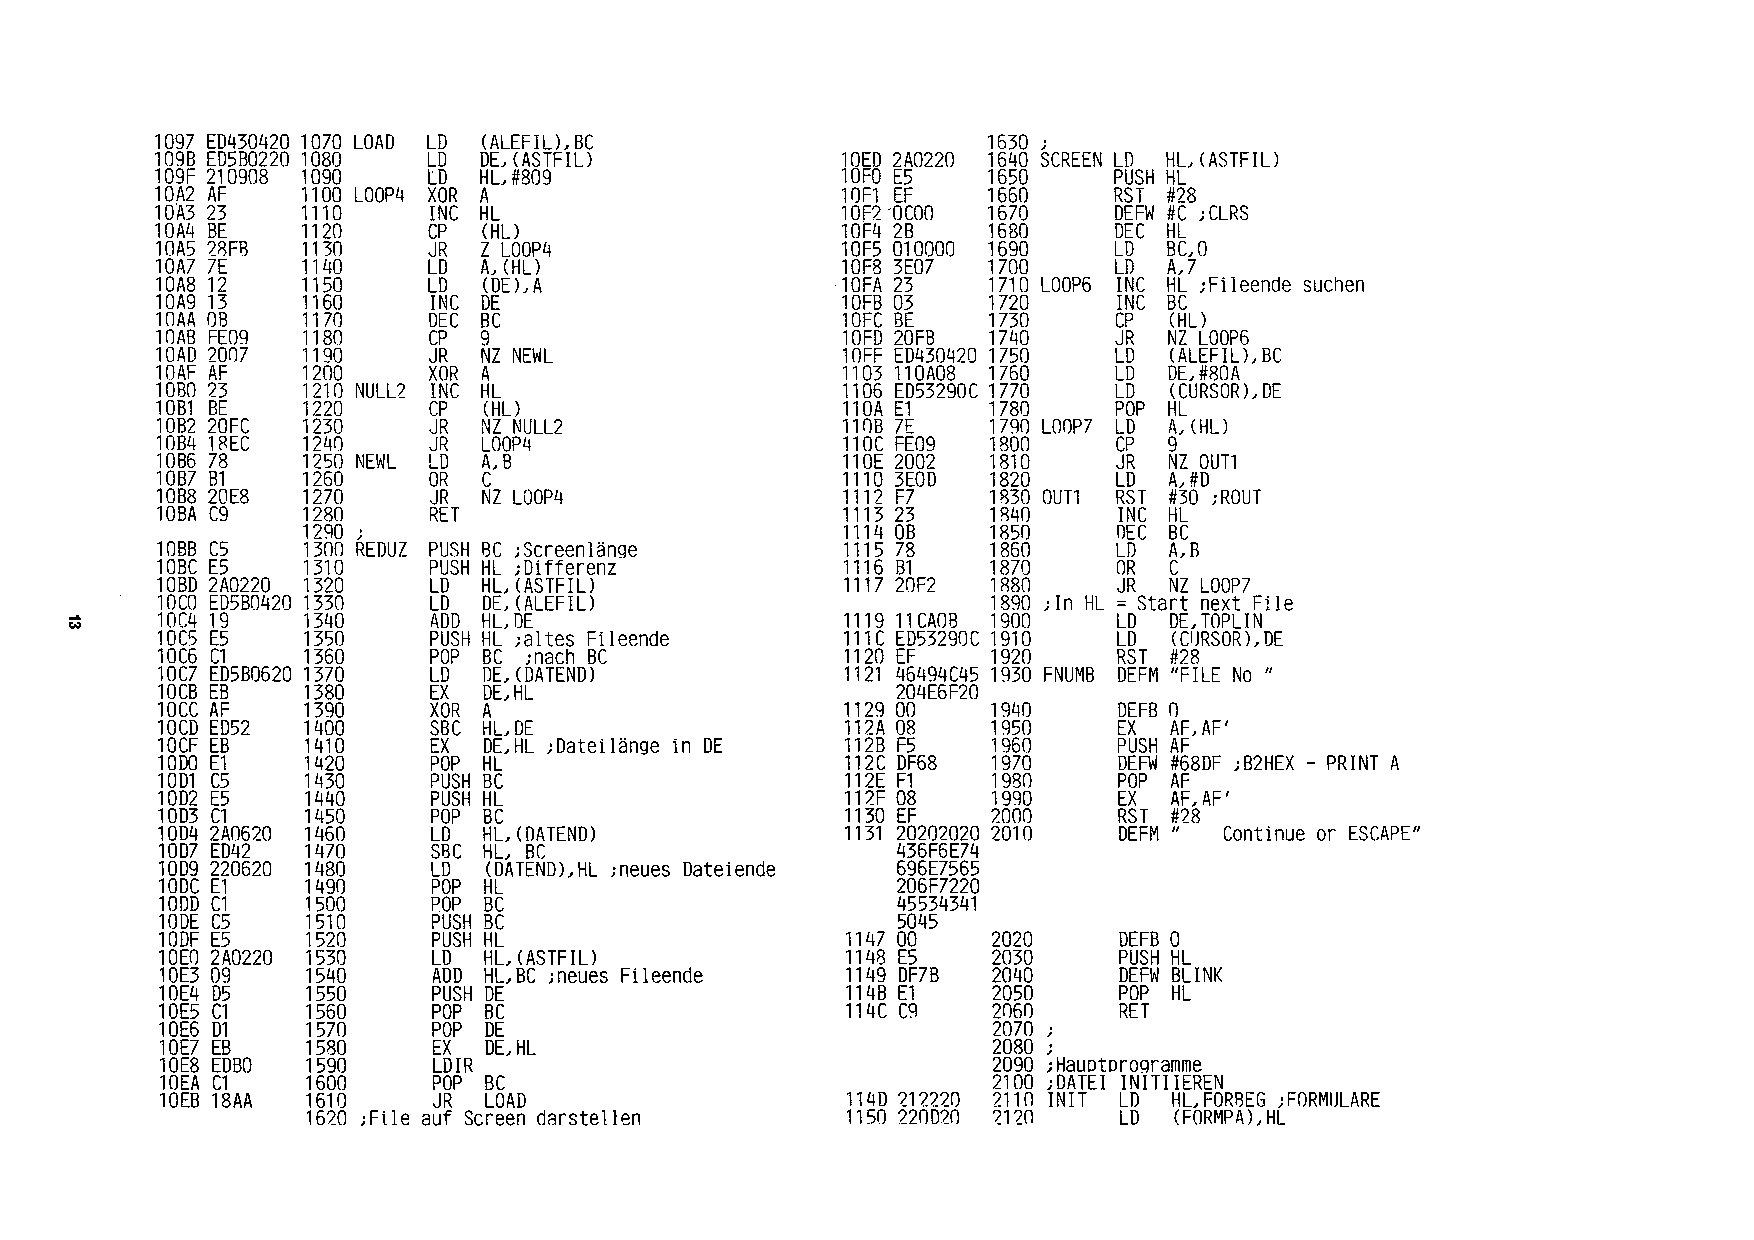 1097 ED430420 1070 LOAD LD (ALEFIL),BC
109B ED5B0220 1080 LD DE,(ASTFIL)
109F 210908 1090 LD HL,#809
10A2 AF 1100 LOOP4 XOR A
10A3 23 1110 INC HL
10A4 BE 1120 CP (HL)
10A5 28FB 1130 JR Z LOOP4
10A7 7E 1140 LD A,(HL)
10A8 12 1150 LD (DE),A
10A9 13 1160 INC DE
10AA 0B 1170 DEC BC
10AB FE09 1180 CP 9
10AD 2007 1190 JR NZ NEWL
10AF AF 1200 XOR A
10B0 23 1210 NULL2 INC HL
10B1 BE 1220 CP (HL)
10B2 20FC 1230 JR NZ NULL2
10B4 18EC 1240 JR LOOP4
10B6 78 1250 NEWL LD A,B
10B7 B1 1260 OR C
10B8 20E8 1270 JR NZ LOOP4
10BA C9 1280 RET
1290 ;
10BB C5 1300 REDUZ PUSH BC ;Screenlänge
10BC E5 1310 PUSH HL ;Differenz
10BD 2A0220 1320 LD HL,(ASTFIL)
10C0 ED5B0420 1330 LD DE,(ALEFIL)
10C4 19 1340 ADD HL,DE
10C5 E5 1350 PUSH HL ;altes Fileende
10C6 C1 1360 POP BC ;nach BC
10C7 ED5B0620 1370 LD DE,(DATEND)
10CB EB 1380 EX DE,HL
10CC AF 1390 XOR A
10CD ED52 1400 SBC HL,DE
10CF EB 1410 EX DE,HL ;Dateilänge in DE
10D0 E1 1420 POP HL
10D1 C5 1430 PUSH BC
10D2 E5 1440 PUSH HL
10D3 C1 1450 POP BC
10D4 2A0620 1460 LD HL,(DATEND)
10D7 ED42 1470 SBC HL, BC
10D9 220620 1480 LD (DATEND),HL ;neues Dateiende
10DC E1 1490 POP HL
10DD C1 1500 POP BC
10DE C5 1510 PUSH BC
10DF E5 1520 PUSH HL
10E0 2A0220 1530 LD HL,(ASTFIL)
10E3 09 1540 ADD HL,BC ;neues Fileende
10E4 D5 1550 PUSH DE
10E5 C1 1560 POP BC
10E6 D1 1570 POP DE
10E7 EB 1580 EX DE,HL
10E8 EDB0 1590 LDIR
10EA C1 1600 POP BC
10EB 18AA 1610 JR LOAD
1620 ;File auf Screen darstellen
13
1630 ;
10ED 2A0220 1640 SCREEN LD HL,(ASTFIL)
10F0 E5 1650 PUSH HL
10F1 EF 1660 RST #28
10F2 0C00 1670 DEFW #C ;CLRS
10F4 2B 1680 DEC HL
10F5 010000 1690 LD BC,0
10F8 3E07 1700 LD A,7
10FA 23 1710 LOOP6 INC HL ;Fileende suchen
10FB 03 1720 INC BC
10FC BE 1730 CP (HL)
10FD 20FB 1740 JR NZ LOOP6
10FF ED430420 1750 LD (ALEFIL),BC
1103 110A08 1760 LD DE,#80A
1106 ED53290C 1770 LD (CURSOR),DE
110A E1 1780 POP HL
110B 7E 1790 LOOP7 LD A,(HL)
110C FE09 1800 CP 9
110E 2002 1810 JR NZ OUT1
1110 3E0D 1820 LD A,#D
1112 F7 1830 OUT1 RST #30 ;ROUT
1113 23 1840 INC HL
1114 0B 1850 DEC BC
1115 78 1860 LD A,B
1116 B1 1870 OR C
1117 20F2 1880 JR NZ LOOP7
1890 ;In HL = Start next File
1119 11CA0B 1900 LD DE,TOPLIN
111C ED53290C 1910 LD (CURSOR),DE
1120 EF 1920 RST #28
1121 46494C45 1930 FNUMB DEFM "FILE No "
204E6F20
1129 00 1940 DEFB 0
112A 08 1950 EX AF,AF'
112B F5 1960 PUSH AF
112C DF68 1970 DEFW #68DF ;B2HEX - PRINT A
112E F1 1980 POP AF
112F 08 1990 EX AF,AF'
1130 EF 2000 RST #28
1131 20202020 2010 DEFM "    Continue or ESCAPE"
436F6E74
696E7565
206F7220
45534341
5045
1147 00 2020 DEFB 0
1148 E5 2030 PUSH HL
1149 DF7B 2040 DEFW BLINK
114B E1 2050 POP HL
114C C9 2060 RET
2070 ;
2080 ;
2090 ;Hauptprogramme
2100 ;DATEI INITIIEREN
114D 212220 2110 INIT LD HL,FORBEG ;FORMULARE
1150 220D20 2120 LD (FORMPA),HL